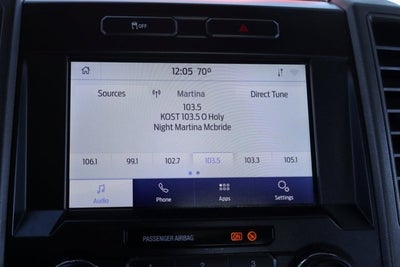 OFF
12:05 70°
Sources Martina Direct Tune
103.5
KOST 103.5 O Holy
Night Martina Mcbride
106.1 99.1 102.7 103.5 103.3 105.1
Audio Phone Apps Settings
PASSENGER AIRBAG